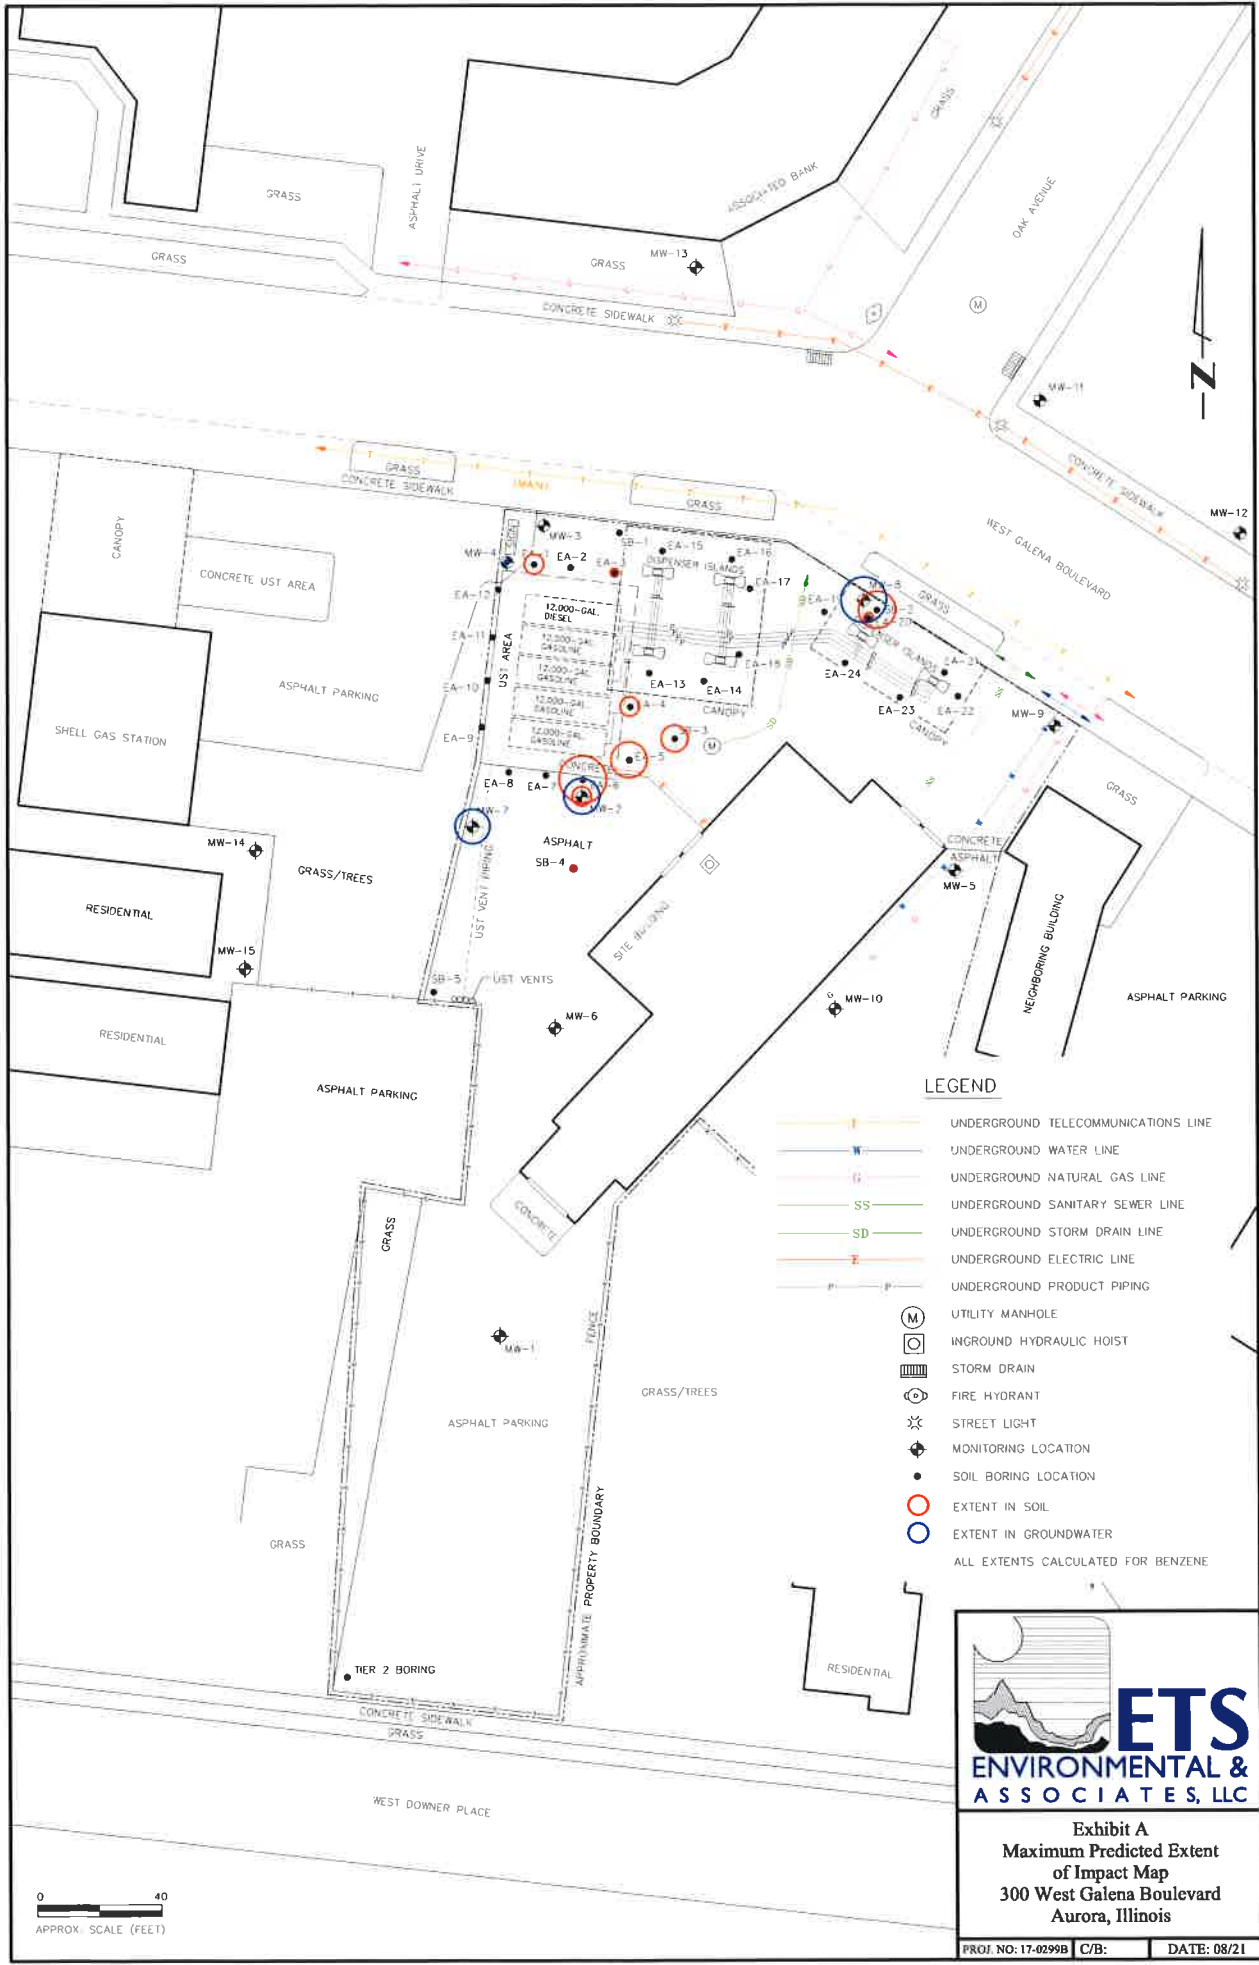 GRASS
ASPHALT DRIVE
ASSOCIATED BANK
GRASS
OAK AVENUE
GRASS
GRASS
MW-13
CONCRETE SIDEWALK
M
N
MW-11
CONCRETE SIDEWALK
MW-12
GRASS
CONCRETE SIDEWALK
(MAIN)
GRASS
WEST GALENA BOULEVARD
CANOPY
CONCRETE UST AREA
MW-3
SB-1
EA-15
EA-16
MW-4
EA-2
EA-3
DISPENSER ISLANDS
EA-17
MW-8
GRASS
EA-12
12,000-GAL.
DIESEL
EA-11
UST AREA
12,000-GAL.
GASOLINE
12,000-GAL.
GASOLINE
12,000-GAL.
GASOLINE
12,000-GAL.
GASOLINE
EA-10
EA-9
EA-13
EA-14
CANOPY
EA-18
EA-24
EA-23
EA-22
CANOPY
MW-9
ASPHALT PARKING
SHELL GAS STATION
SD
M
SS
CONCRETE
EA-5
EA-8
EA-7
MW-2
MW-7
ASPHALT
SB-4
MW-14
GRASS/TREES
UST VENT PIPING
SITE BUILDING
CONCRETE
ASPHALT
MW-5
GRASS
RESIDENTIAL
MW-15
SB-5
UST VENTS
MW-6
MW-10
NEIGHBORING BUILDING
ASPHALT PARKING
RESIDENTIAL
ASPHALT PARKING
CONCRETE
GRASS
MW-1
FENCE
GRASS/TREES
ASPHALT PARKING
GRASS
APPROXIMATE PROPERTY BOUNDARY
TIER 2 BORING
CONCRETE SIDEWALK
GRASS
WEST DOWNER PLACE
RESIDENTIAL
LEGEND
T UNDERGROUND TELECOMMUNICATIONS LINE
W UNDERGROUND WATER LINE
G UNDERGROUND NATURAL GAS LINE
SS UNDERGROUND SANITARY SEWER LINE
SD UNDERGROUND STORM DRAIN LINE
E UNDERGROUND ELECTRIC LINE
P P UNDERGROUND PRODUCT PIPING
M UTILITY MANHOLE
INGROUND HYDRAULIC HOIST
STORM DRAIN
FIRE HYDRANT
STREET LIGHT
MONITORING LOCATION
SOIL BORING LOCATION
EXTENT IN SOIL
EXTENT IN GROUNDWATER
ALL EXTENTS CALCULATED FOR BENZENE
ETS
ENVIRONMENTAL &
ASSOCIATES, LLC
Exhibit A
Maximum Predicted Extent
of Impact Map
300 West Galena Boulevard
Aurora, Illinois
PROJ. NO: 17-0299B C/B: DATE: 08/21
0 40
APPROX. SCALE (FEET)